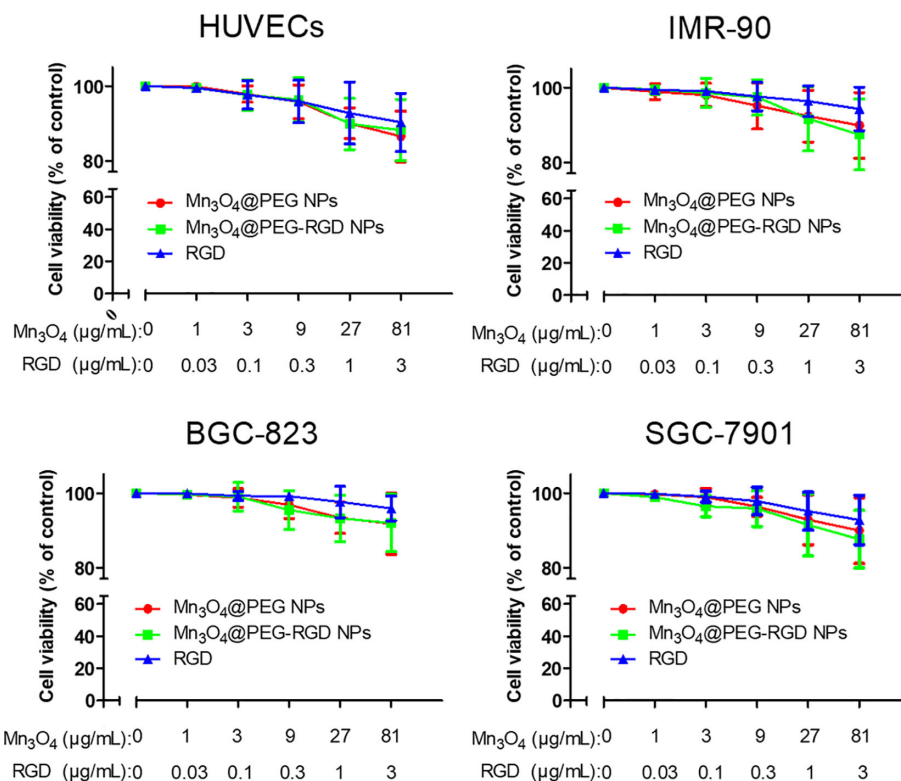 HUVECs
Cell viability (% of control)
100
80
60
40
20
0
0
Mn₃O₄@PEG NPs
Mn₃O₄@PEG-RGD NPs
RGD
Mn₃O₄ (µg/mL):0 1 3 9 27 81
RGD (µg/mL):0 0.03 0.1 0.3 1 3
IMR-90
Cell viability (% of control)
100
80
60
40
20
0
Mn₃O₄@PEG NPs
Mn₃O₄@PEG-RGD NPs
RGD
Mn₃O₄ (µg/mL):0 1 3 9 27 81
RGD (µg/mL):0 0.03 0.1 0.3 1 3
BGC-823
Cell viability (% of control)
100
80
60
40
20
0
Mn₃O₄@PEG NPs
Mn₃O₄@PEG-RGD NPs
RGD
Mn₃O₄ (µg/mL):0 1 3 9 27 81
RGD (µg/mL):0 0.03 0.1 0.3 1 3
SGC-7901
Cell viability (% of control)
100
80
60
40
20
0
Mn₃O₄@PEG NPs
Mn₃O₄@PEG-RGD NPs
RGD
Mn₃O₄ (µg/mL):0 1 3 9 27 81
RGD (µg/mL):0 0.03 0.1 0.3 1 3